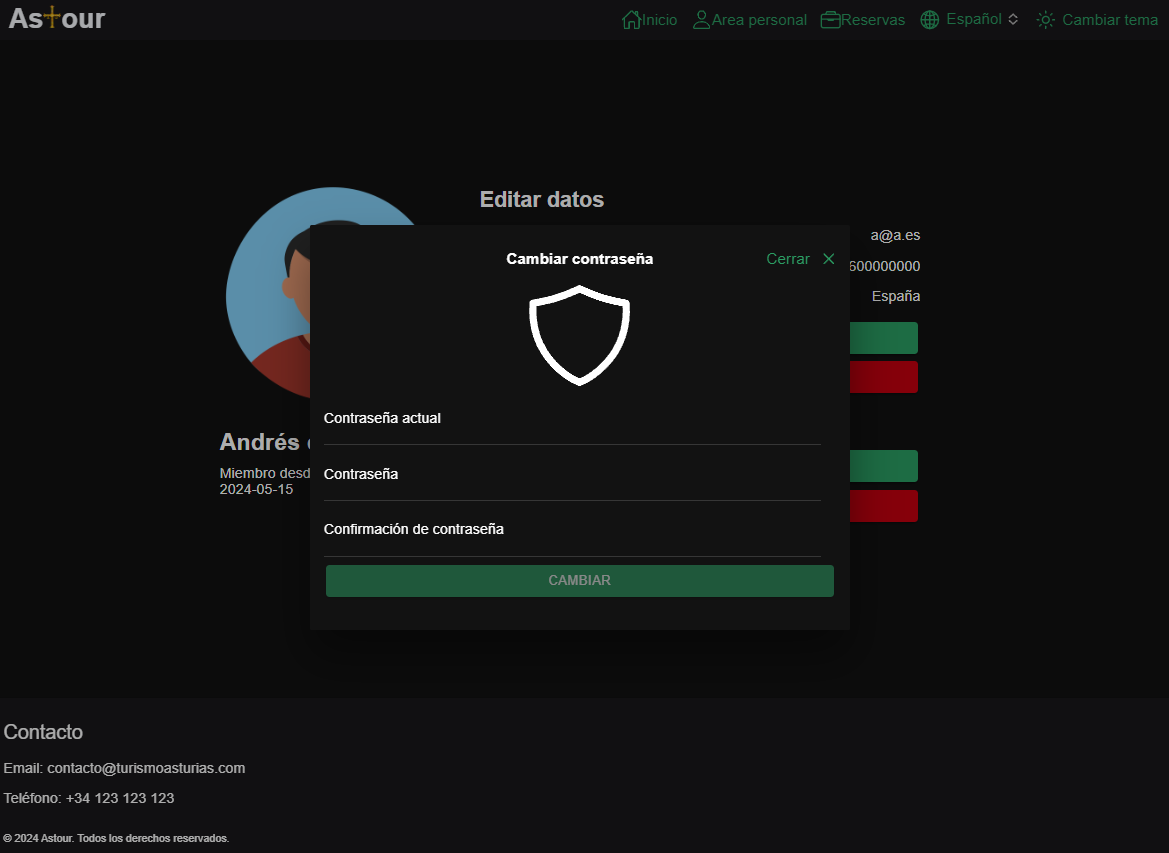 Astour
Inicio
Area personal
Reservas
Español
Cambiar tema
Editar datos
a@a.es
600000000
España
Cambiar contraseña
Cerrar
Contraseña actual
Contraseña
Confirmación de contraseña
CAMBIAR
Andrés
Miembro desd
2024-05-15
Contacto
Email: contacto@turismoasturias.com
Teléfono: +34 123 123 123
© 2024 Astour. Todos los derechos reservados.